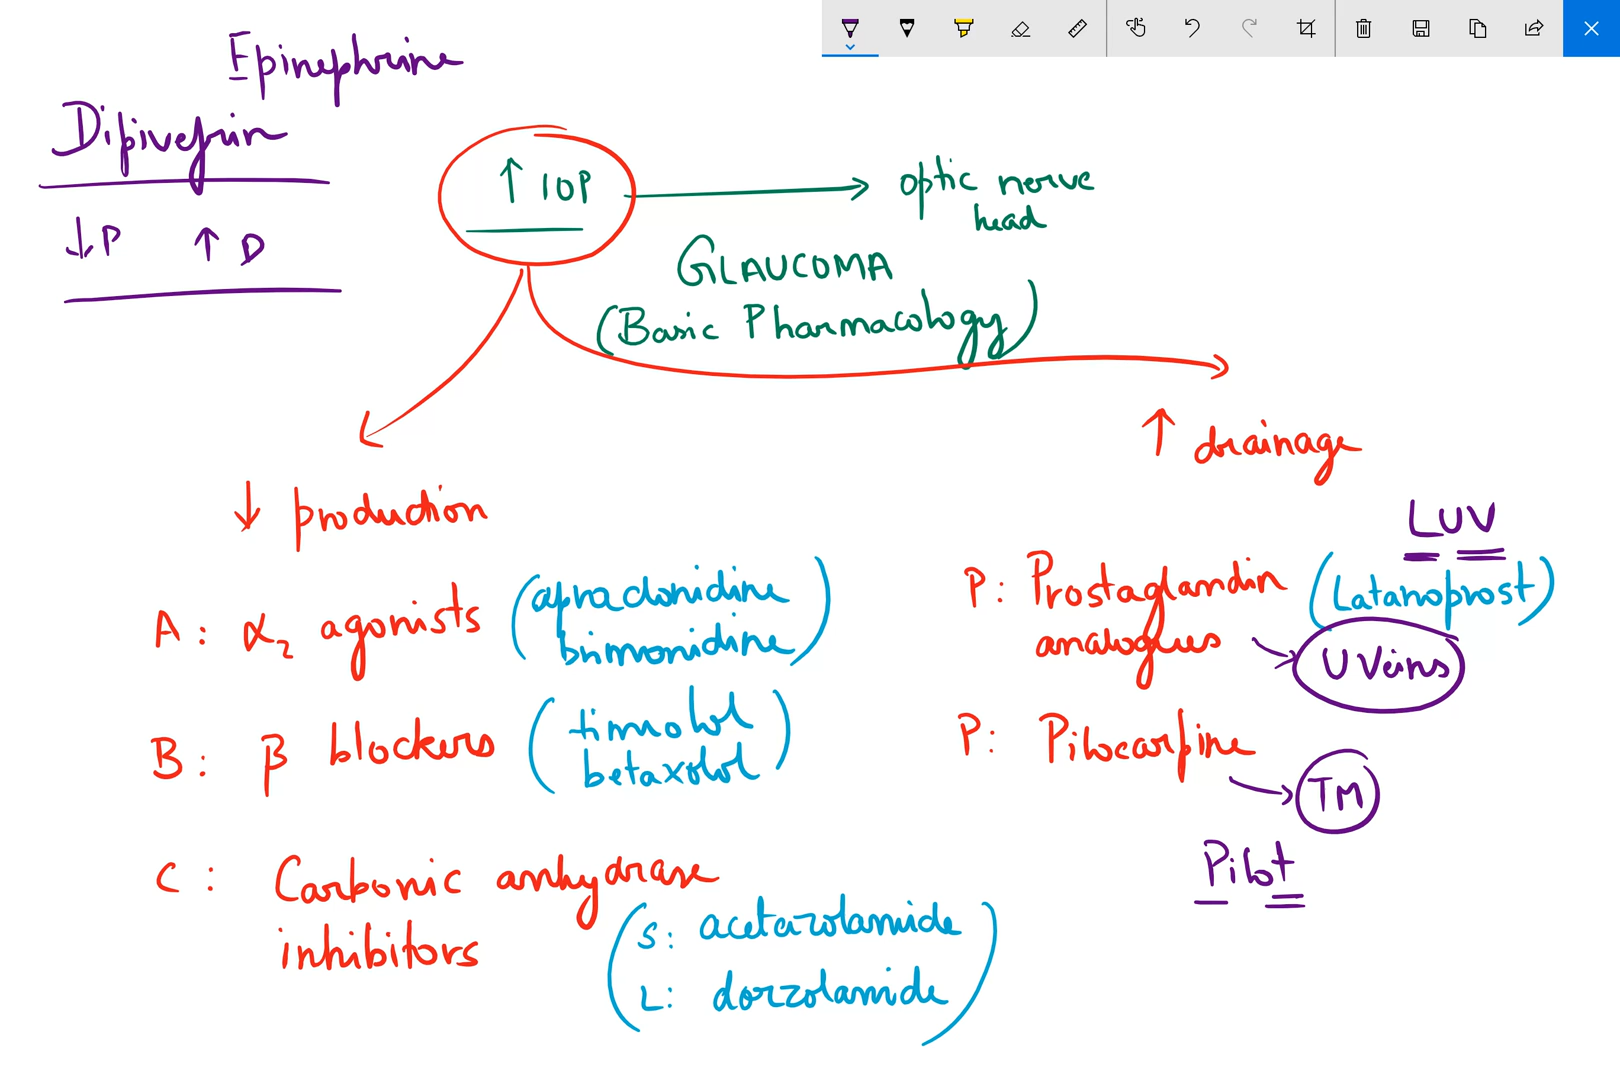 Epinephrine
Dipivefrin
↓P ↑D
↑ IOP → optic nerve
head
GLAUCOMA
(Basic Pharmacology)
↑ drainage
↓ production
LUV
A: α2 agonists (apraclonidine
brimonidine)
P: Prostaglandin (Latanoprost)
analogues → UVeins
B: β blockers (timolol
betaxolol)
P: Pilocarpine
→ TM
Pilot
C: Carbonic anhydrase
inhibitors
(S: acetazolamide
L: dorzolamide)